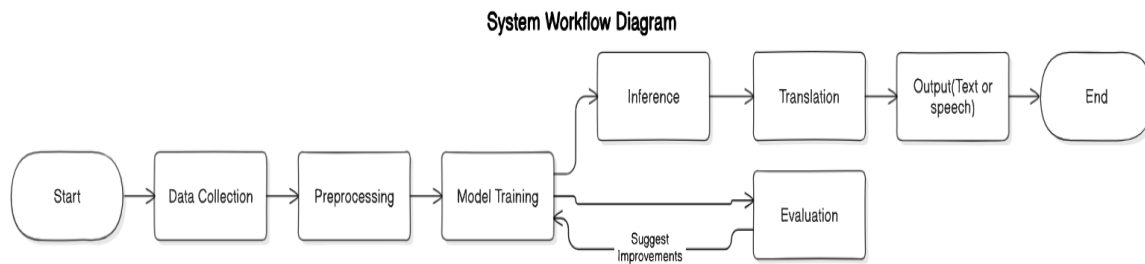 System Workflow Diagram
Inference
Translation
Output(Text or
speech)
End
Start
Data Collection
Preprocessing
Model Training
Evaluation
Suggest
Improvements